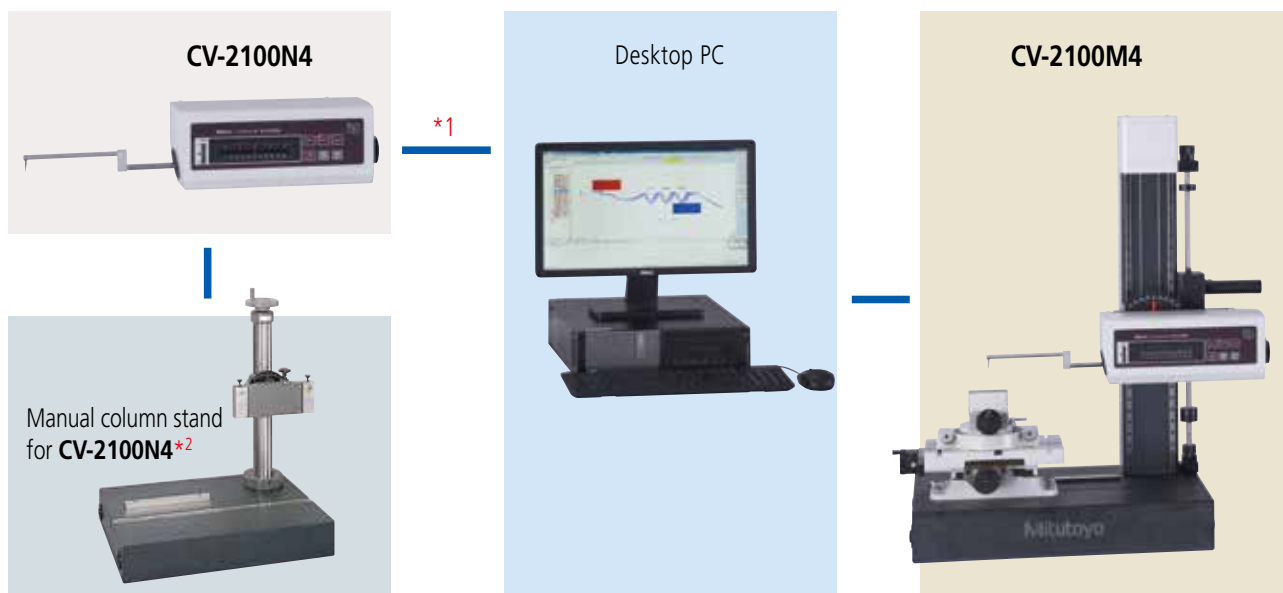 CV-2100N4
*1
Desktop PC
CV-2100M4
Manual column stand
for CV-2100N4*2
Mitutoyo